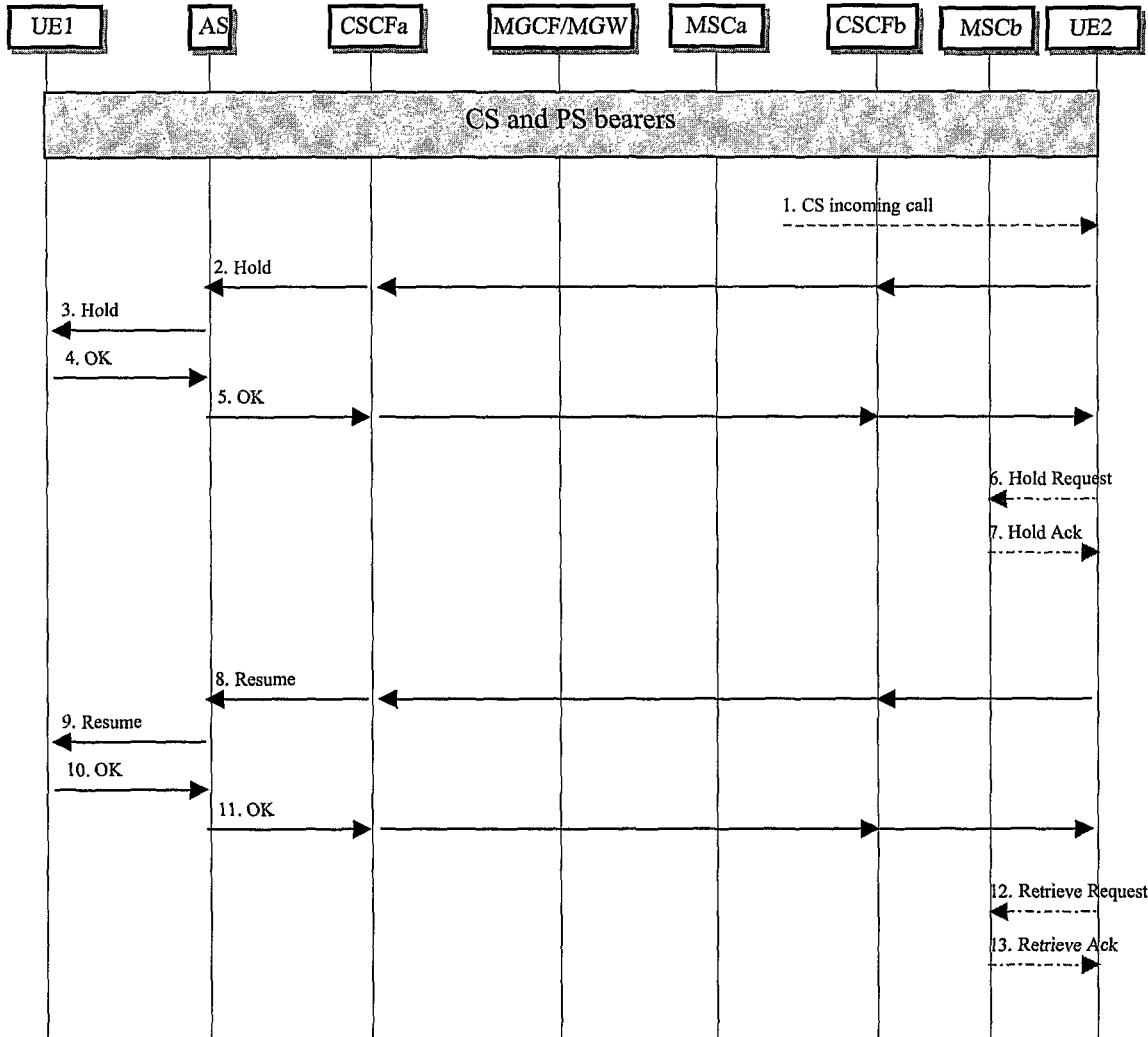 UE1 AS CSCFa MGCF/MGW MSCa CSCFb MSCb UE2
CS and PS bearers
1. CS incoming call
2. Hold
3. Hold
4. OK
5. OK
6. Hold Request
7. Hold Ack
8. Resume
9. Resume
10. OK
11. OK
12. Retrieve Request
13. Retrieve Ack